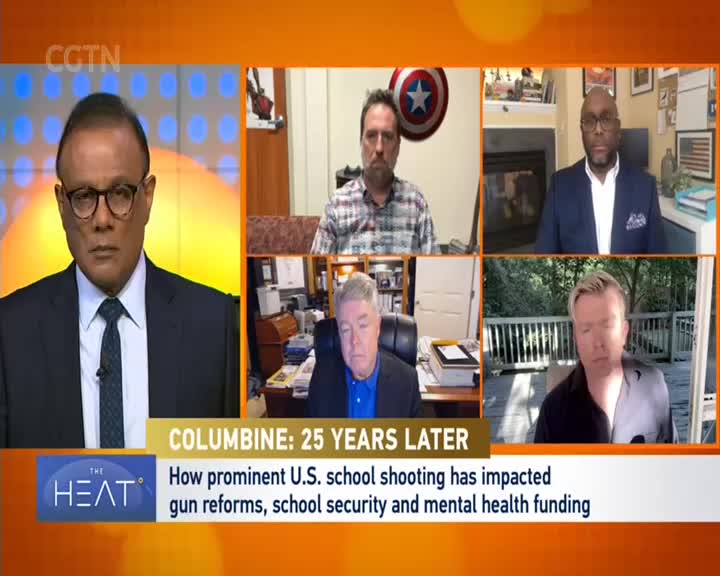 CGTN
COLUMBINE: 25 YEARS LATER
THE
HEAT
How prominent U.S. school shooting has impacted
gun reforms, school security and mental health funding